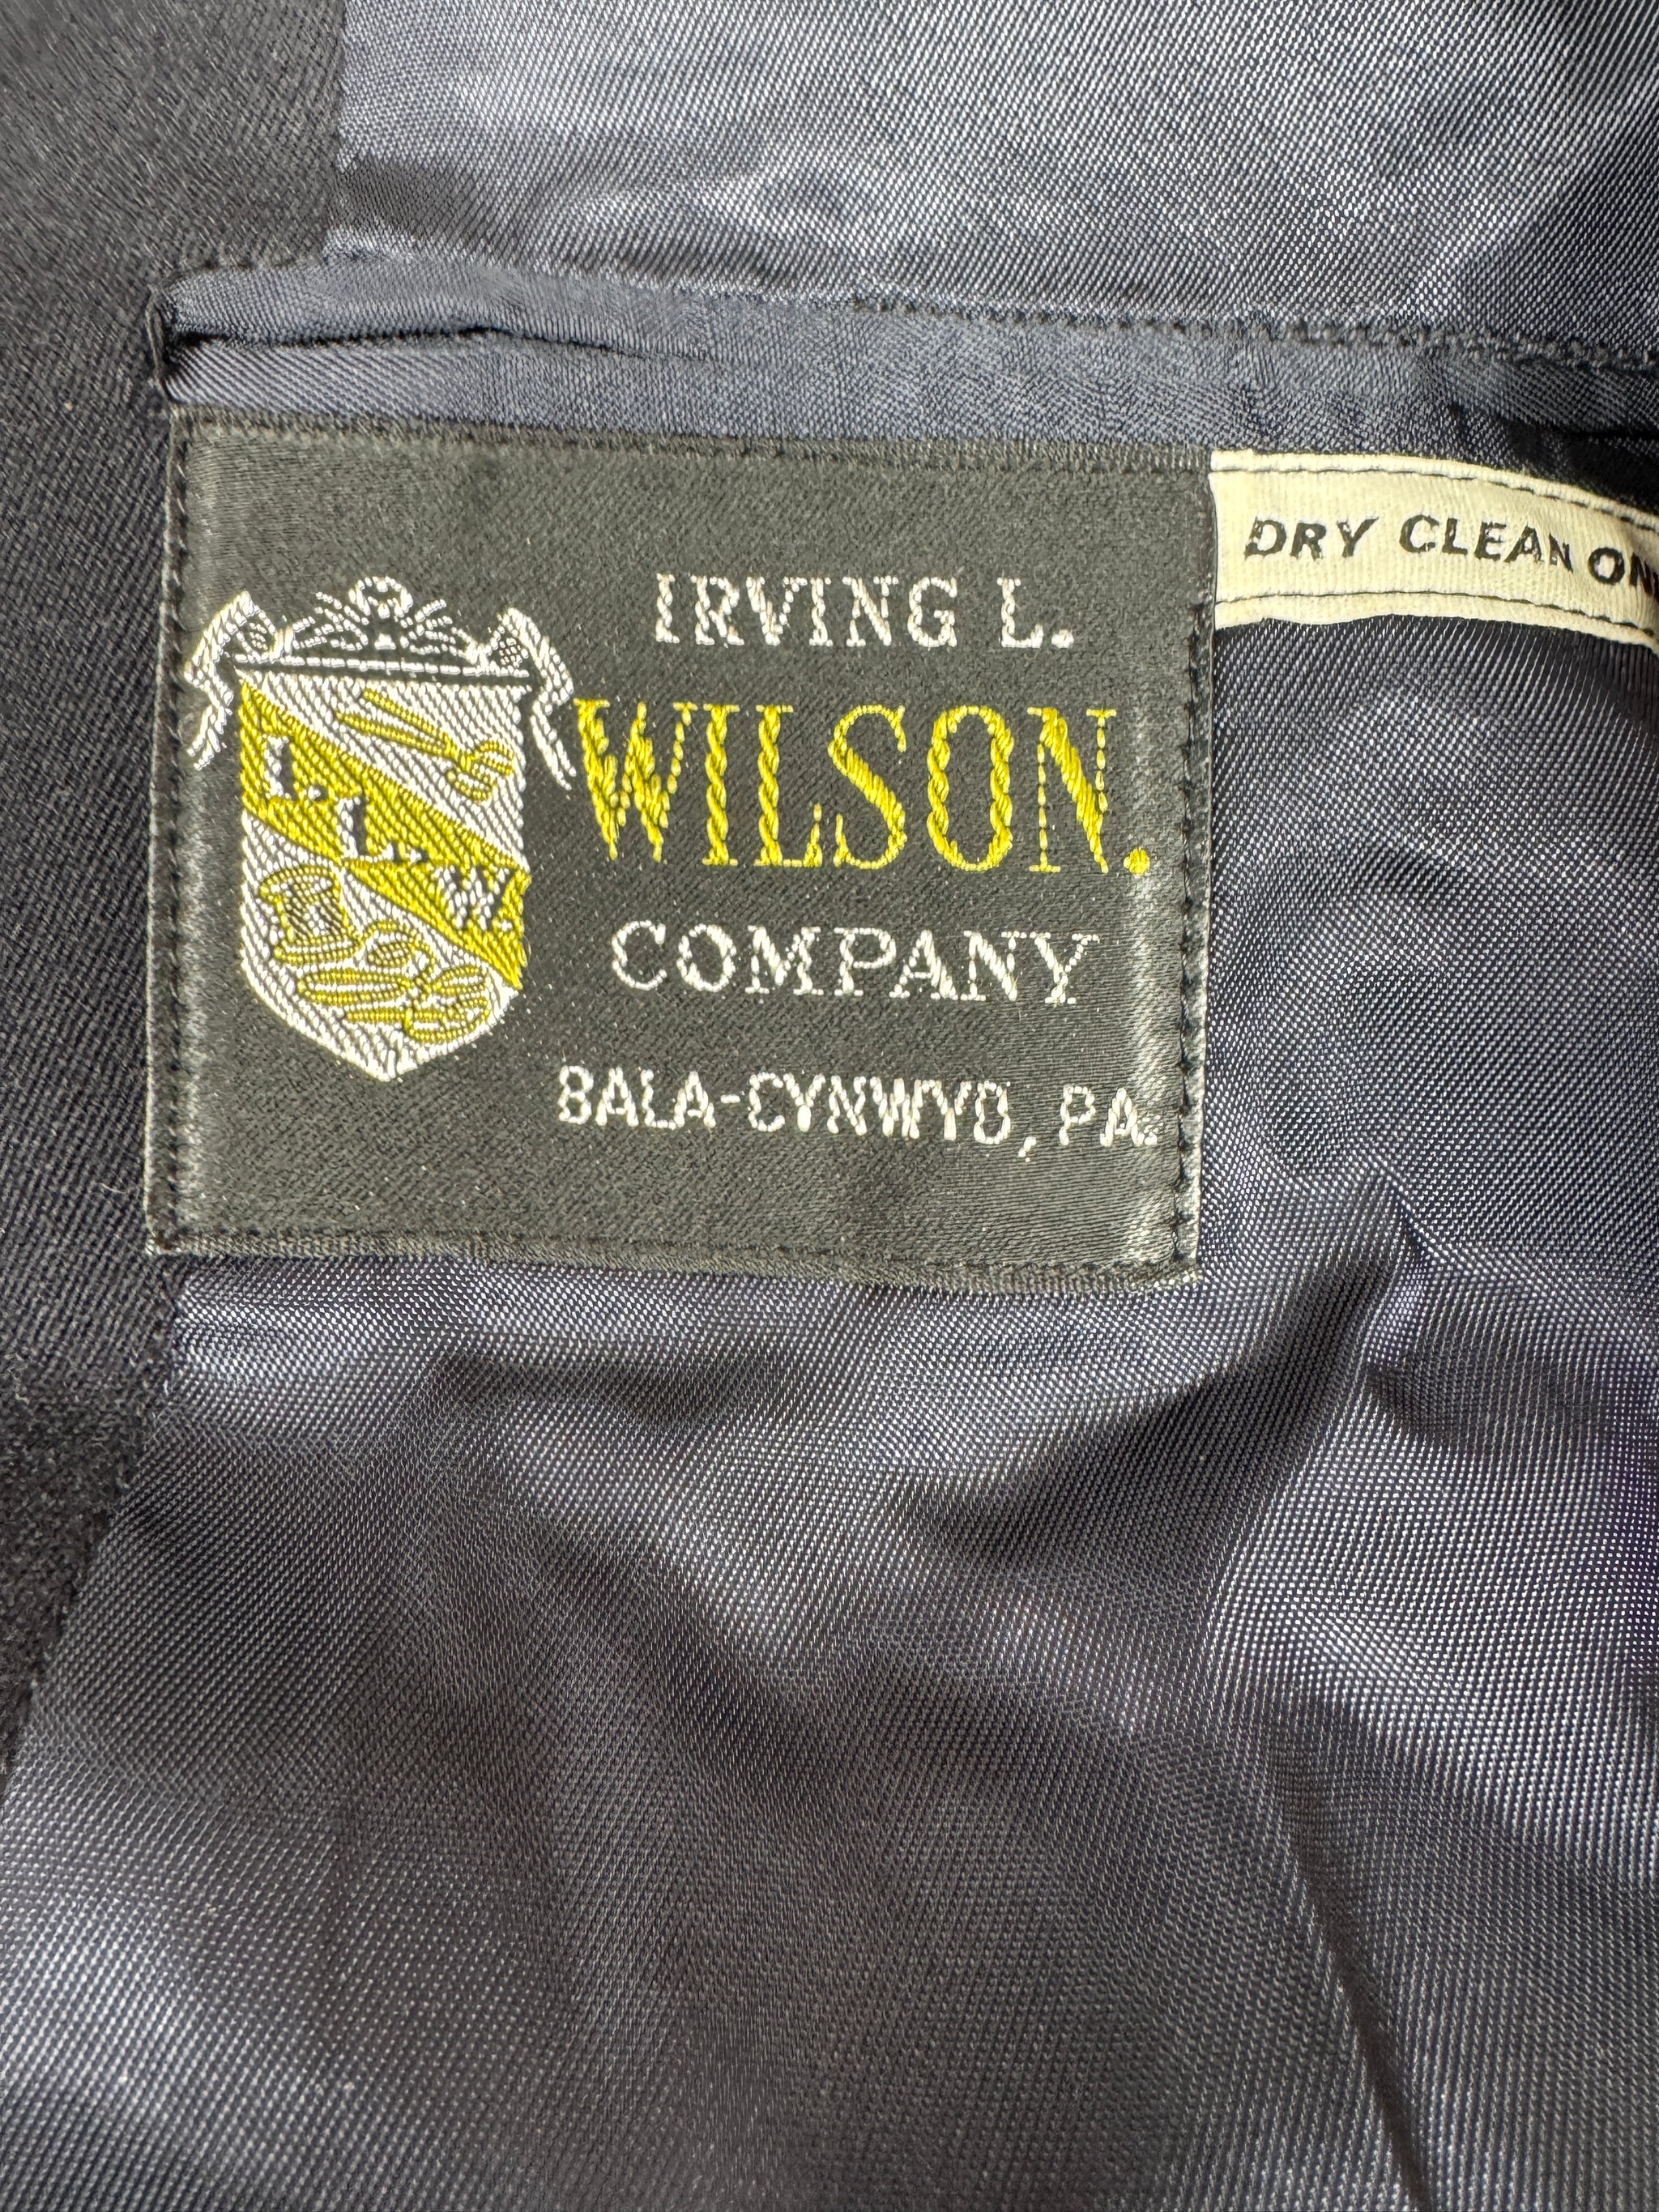 IRVING L.
WILSON.
COMPANY
BALA-CYNWYD, PA.
I. L. W.
DRY CLEAN ON